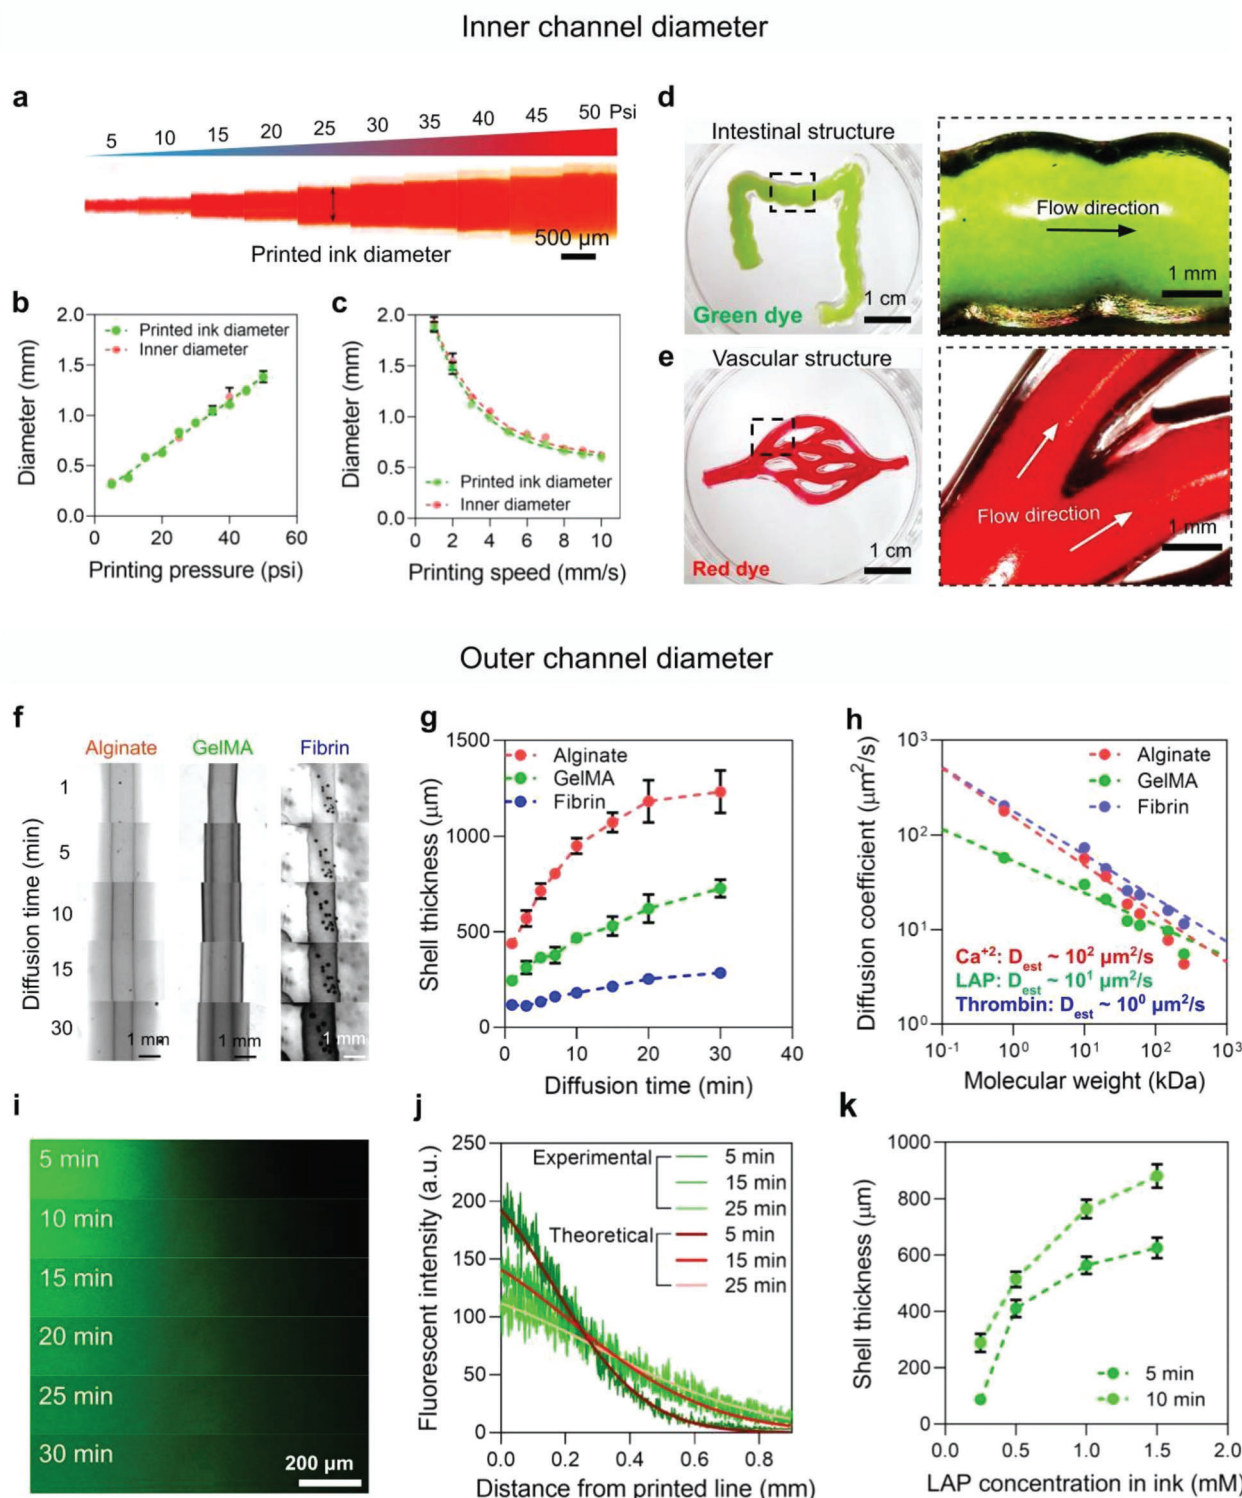 Inner channel diameter
a
5 10 15 20 25 30 35 40 45 50 Psi
Printed ink diameter
500 µm
b
2.0
1.5
1.0
0.5
0.0
Diameter (mm)
Printed ink diameter
Inner diameter
0 20 40 60
Printing pressure (psi)
c
2.0
1.5
1.0
0.5
0.0
Diameter (mm)
Printed ink diameter
Inner diameter
0 2 4 6 8 10
Printing speed (mm/s)
d
Intestinal structure
Green dye
1 cm
Flow direction
1 mm
e
Vascular structure
Red dye
1 cm
Flow direction
1 mm
Outer channel diameter
f
Alginate GelMA Fibrin
Diffusion time (min)
1
5
10
15
30
1 mm 1 mm 1 mm
g
1500
1000
500
0
Shell thickness (µm)
Alginate
GelMA
Fibrin
0 10 20 30 40
Diffusion time (min)
h
10³
10²
10¹
10⁰
Diffusion coefficient (µm²/s)
Alginate
GelMA
Fibrin
Ca⁺²: Dest ~ 10² µm²/s
LAP: Dest ~ 10¹ µm²/s
Thrombin: Dest ~ 10⁰ µm²/s
10⁻¹ 10⁰ 10¹ 10² 10³
Molecular weight (kDa)
i
5 min
10 min
15 min
20 min
25 min
30 min
200 µm
j
250
200
150
100
50
0
Fluorescent intensity (a.u.)
Experimental
5 min
15 min
25 min
Theoretical
5 min
15 min
25 min
0.0 0.2 0.4 0.6 0.8
Distance from printed line (mm)
k
1000
800
600
400
200
0
Shell thickness (µm)
5 min
10 min
0.0 0.5 1.0 1.5 2.0
LAP concentration in ink (mM)